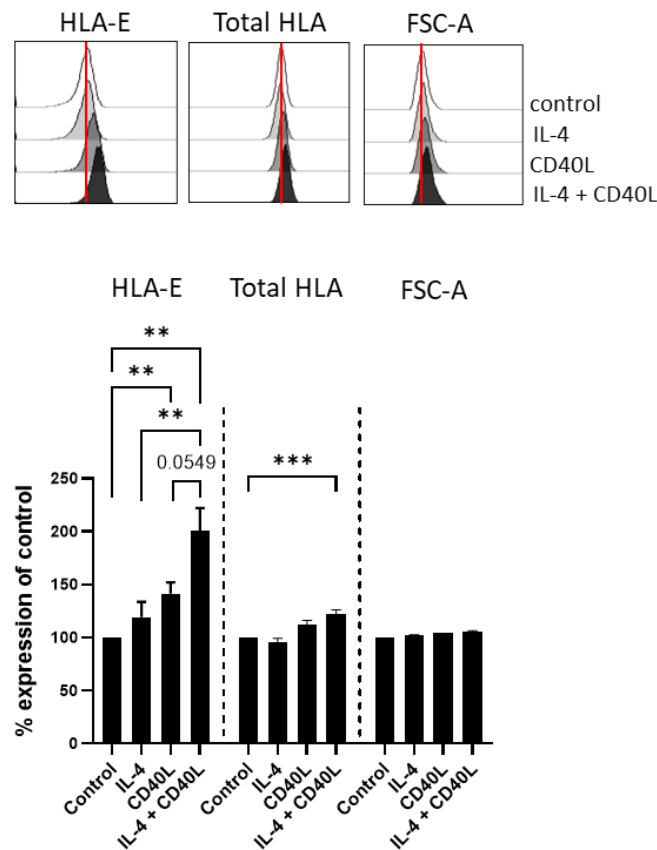 HLA-E Total HLA FSC-A
control
IL-4
CD40L
IL-4 + CD40L
HLA-E Total HLA FSC-A
**
**
**
0.0549
***
% expression of control
250
200
150
100
50
0
Control IL-4 CD40L IL-4 + CD40L Control IL-4 CD40L IL-4 + CD40L Control IL-4 CD40L IL-4 + CD40L